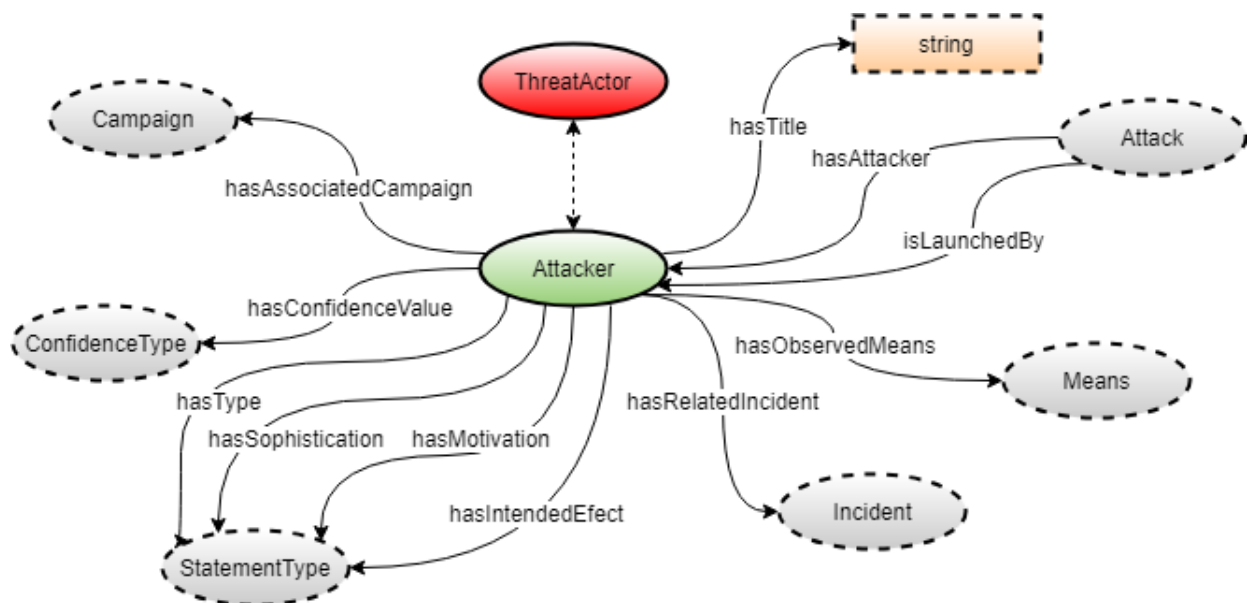 string
ThreatActor
Campaign
hasTitle
Attack
hasAttacker
hasAssociatedCampaign
isLaunchedBy
Attacker
hasConfidenceValue
ConfidenceType
hasObservedMeans
Means
hasType
hasRelatedIncident
hasSophistication
hasMotivation
hasIntendedEfect
Incident
StatementType